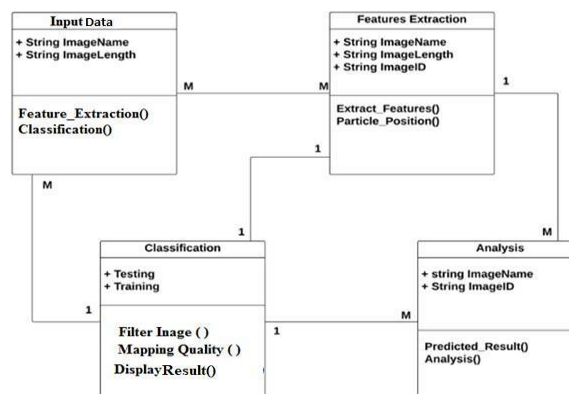 Input Data
+ String ImageName
+ String ImageLength
Feature_Extraction()
Classification()
M
M
Features Extraction
+ String ImageName
+ String ImageLength
+ String ImageID
Extract_Features()
Particle_Position()
1
1
M
1
M
1
Classification
+ Testing
+ Training
Filter Image ( )
Mapping Quality ( )
DisplayResult()
(
1
M
Analysis
+ string ImageName
+ String ImageID
Predicted_Result()
Analysis()